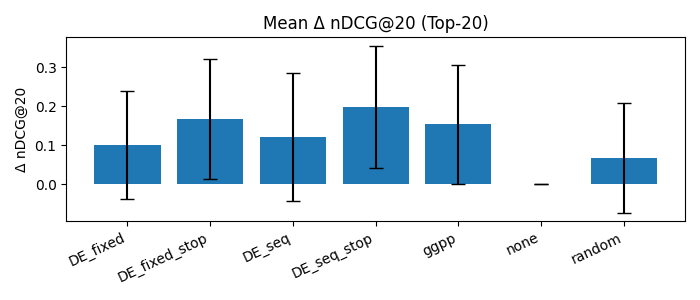 Mean Δ nDCG@20 (Top-20)
Δ nDCG@20
0.3
0.2
0.1
0.0
DE_fixed
DE_fixed_stop
DE_seq
DE_seq_stop
ggpp
none
random